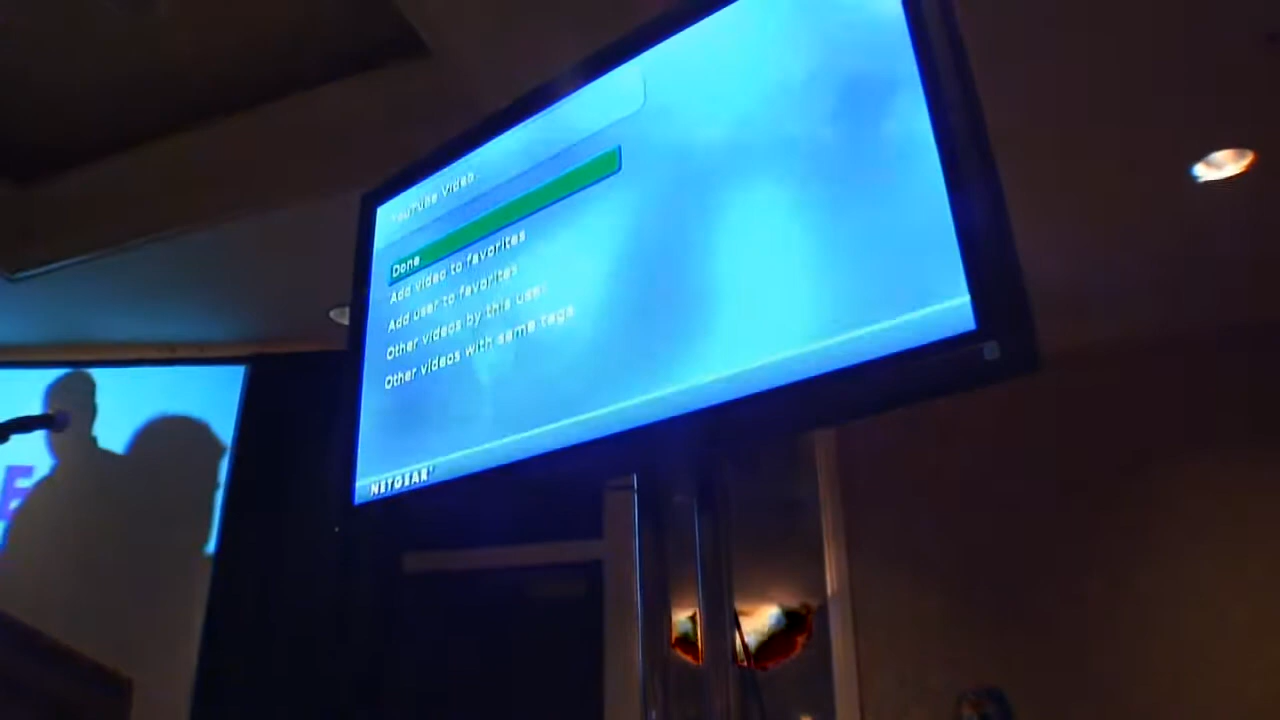 YouTube Video
Done
Add video to favorites
Add user to favorites
Other videos by this user
Other videos with same tags
NETGEAR
E